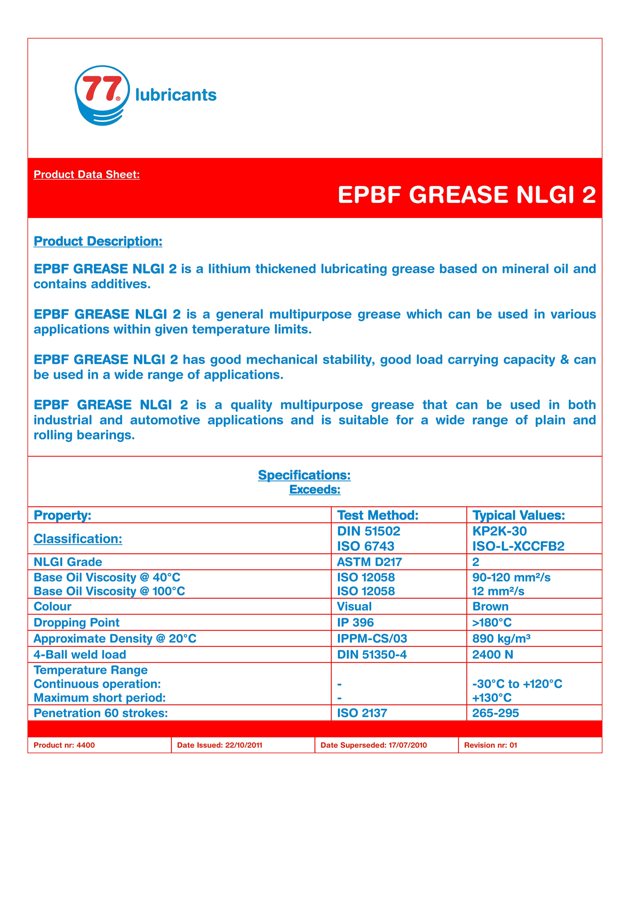 77® lubricants
Product Data Sheet:
EPBF GREASE NLGI 2
Product Description:
EPBF GREASE NLGI 2 is a lithium thickened lubricating grease based on mineral oil and
contains additives.
EPBF GREASE NLGI 2 is a general multipurpose grease which can be used in various
applications within given temperature limits.
EPBF GREASE NLGI 2 has good mechanical stability, good load carrying capacity & can
be used in a wide range of applications.
EPBF GREASE NLGI 2 is a quality multipurpose grease that can be used in both
industrial and automotive applications and is suitable for a wide range of plain and
rolling bearings.
Specifications:
Exceeds:
Property: Test Method: Typical Values:
Classification: DIN 51502 KP2K-30
ISO 6743 ISO-L-XCCFB2
NLGI Grade ASTM D217 2
Base Oil Viscosity @ 40°C ISO 12058 90-120 mm²/s
Base Oil Viscosity @ 100°C ISO 12058 12 mm²/s
Colour Visual Brown
Dropping Point IP 396 >180°C
Approximate Density @ 20°C IPPM-CS/03 890 kg/m³
4-Ball weld load DIN 51350-4 2400 N
Temperature Range
Continuous operation: - -30°C to +120°C
Maximum short period: - +130°C
Penetration 60 strokes: ISO 2137 265-295
Product nr: 4400 Date Issued: 22/10/2011 Date Superseded: 17/07/2010 Revision nr: 01